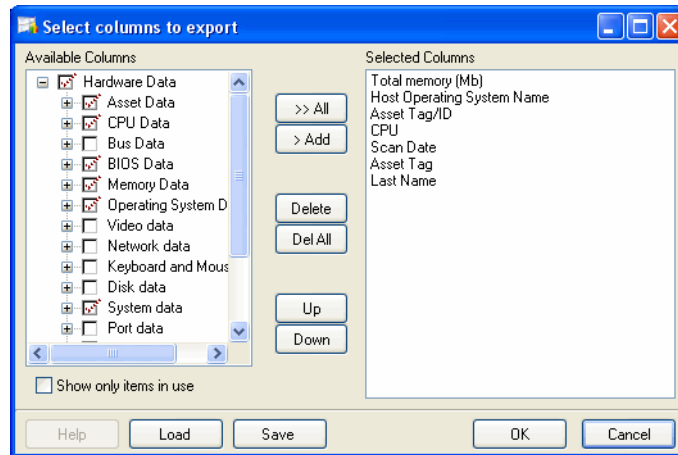 Select columns to export
Available Columns
Hardware Data
Asset Data
CPU Data
Bus Data
BIOS Data
Memory Data
Operating System D
Video data
Network data
Keyboard and Mous
Disk data
System data
Port data
Show only items in use
>> All
> Add
Delete
Del All
Up
Down
Selected Columns
Total memory (Mb)
Host Operating System Name
Asset Tag/ID
CPU
Scan Date
Asset Tag
Last Name
Help
Load
Save
OK
Cancel